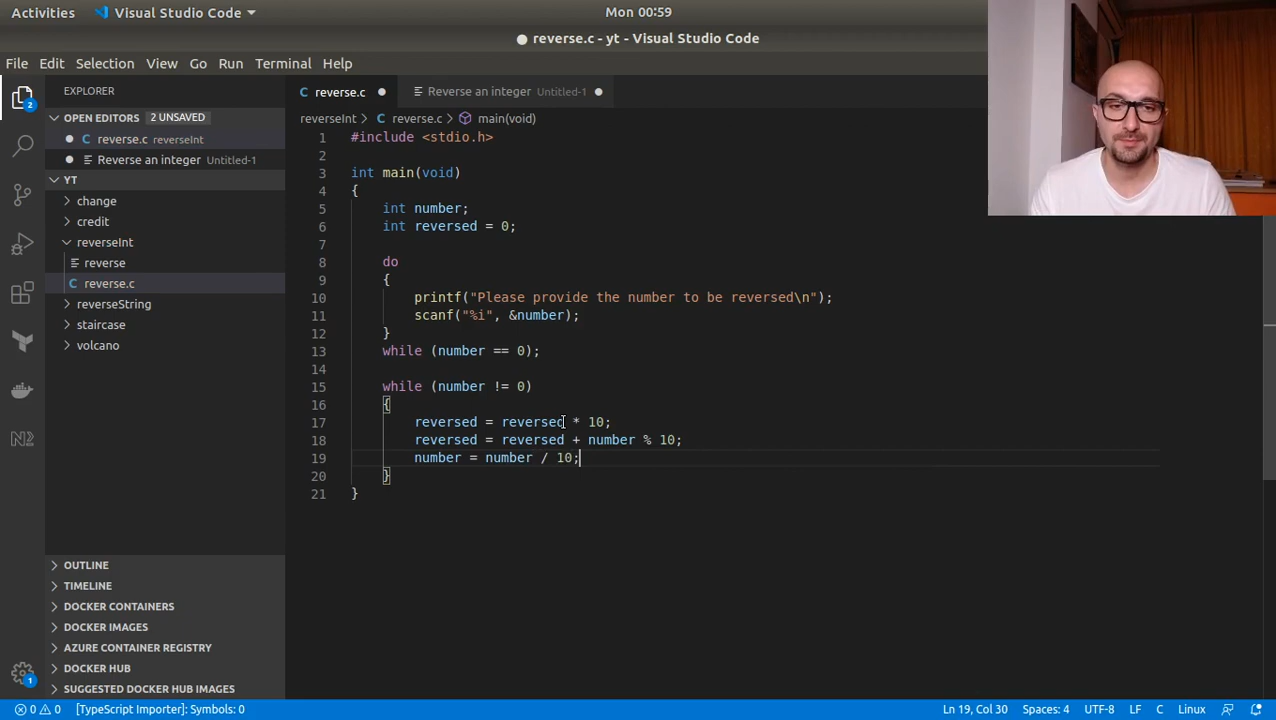 Activities Visual Studio Code Mon 00:59
● reverse.c - yt - Visual Studio Code
File Edit Selection View Go Run Terminal Help
EXPLORER
OPEN EDITORS 2 UNSAVED
reverse.c reverseInt
Reverse an integer Untitled-1
YT
change
credit
reverseInt
reverse
C reverse.c
reverseString
staircase
volcano
OUTLINE
TIMELINE
DOCKER CONTAINERS
DOCKER IMAGES
AZURE CONTAINER REGISTRY
DOCKER HUB
SUGGESTED DOCKER HUB IMAGES
2
N2
1
C reverse.c Reverse an integer Untitled-1
reverseInt > C reverse.c > main(void)
1 #include <stdio.h>
2
3 int main(void)
4 {
5 int number;
6 int reversed = 0;
7
8 do
9 {
10 printf("Please provide the number to be reversed\n");
11 scanf("%i", &number);
12 }
13 while (number == 0);
14
15 while (number != 0)
16 {
17 reversed = reversed * 10;
18 reversed = reversed + number % 10;
19 number = number / 10;
20 }
21 }
0 0 [TypeScript Importer]: Symbols: 0 Ln 19, Col 30 Spaces: 4 UTF-8 LF C Linux